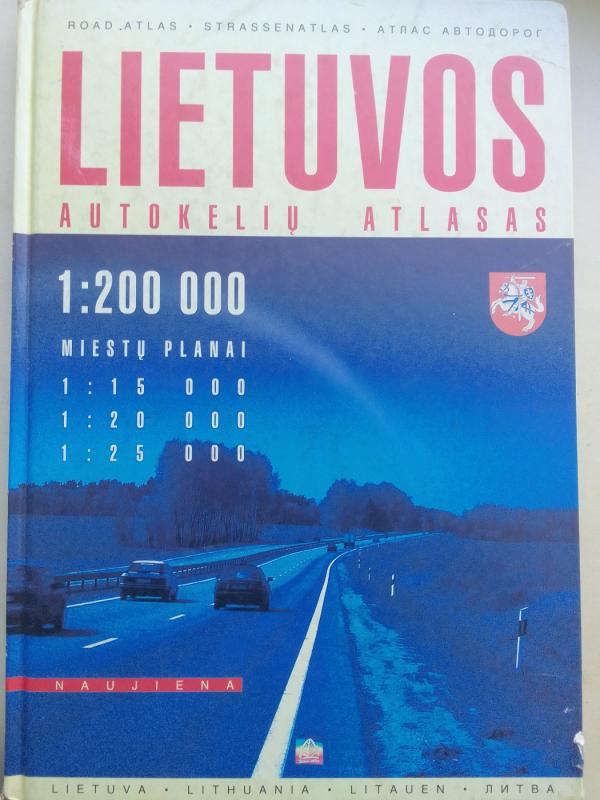 ROAD ATLAS • STRASSENATLAS • АТЛАС АВТОДОРОГ
LIETUVOS
AUTOKELIŲ ATLASAS
1:200 000
MIESTŲ PLANAI
1:15 000
1:20 000
1:25 000
NAUJIENA
LIETUVA • LITHUANIA • LITAUEN • ЛИТВА